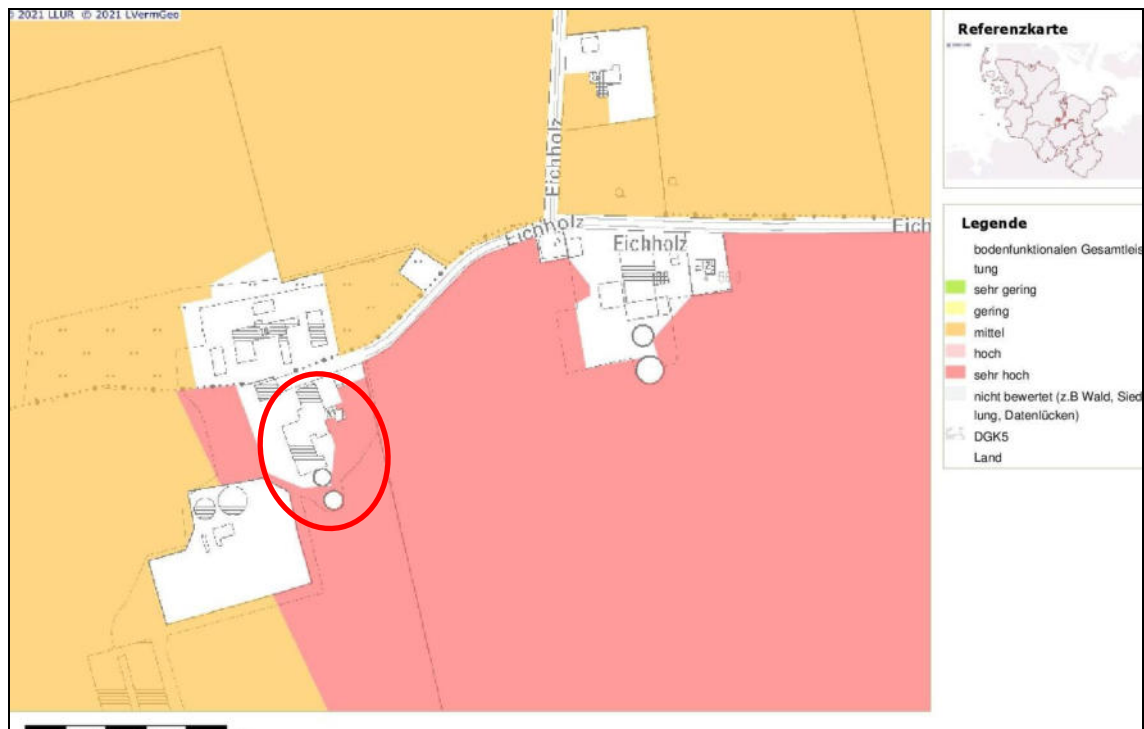 © 2021 LLUR © 2021 LVermGeo
Referenzkarte
Eichholz
Eichholz
Eichholz
Eich
Legende
bodenfunktionalen Gesamtleis
tung
sehr gering
gering
mittel
hoch
sehr hoch
nicht bewertet (z.B Wald, Sied
lung, Datenlücken)
DGK5
Land